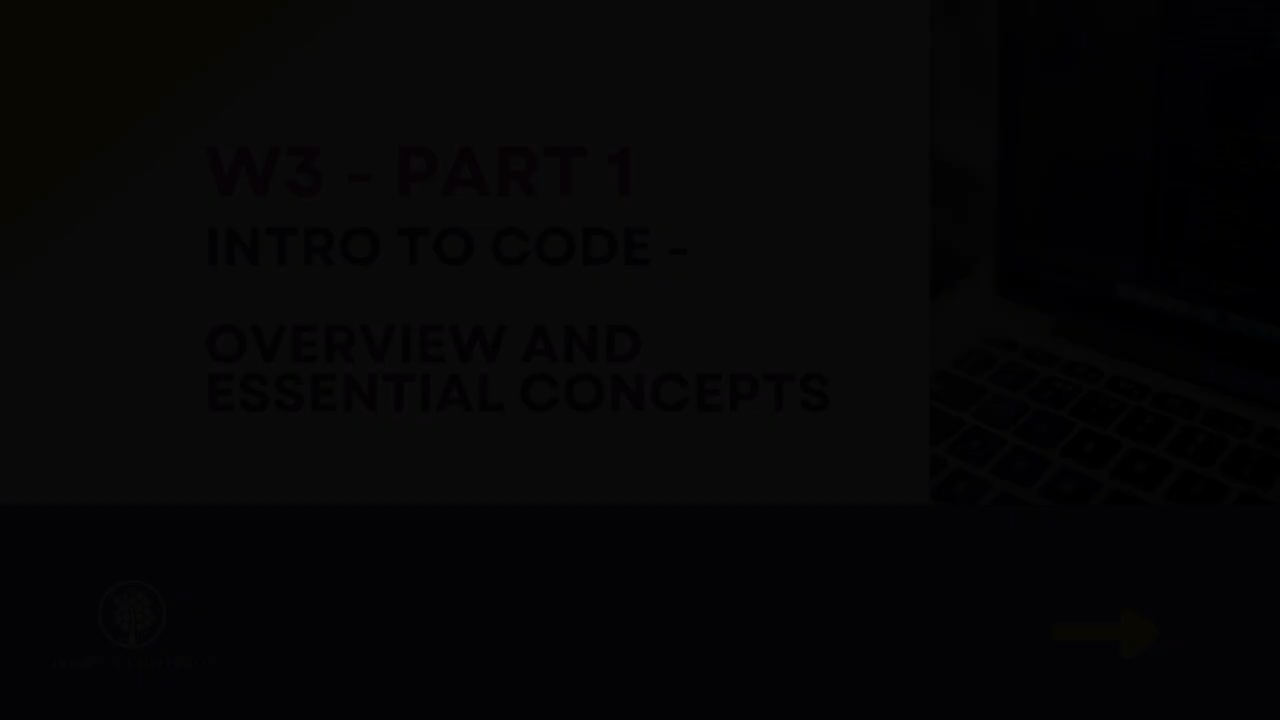 W3 - PART 1
INTRO TO CODE -
OVERVIEW AND
ESSENTIAL CONCEPTS